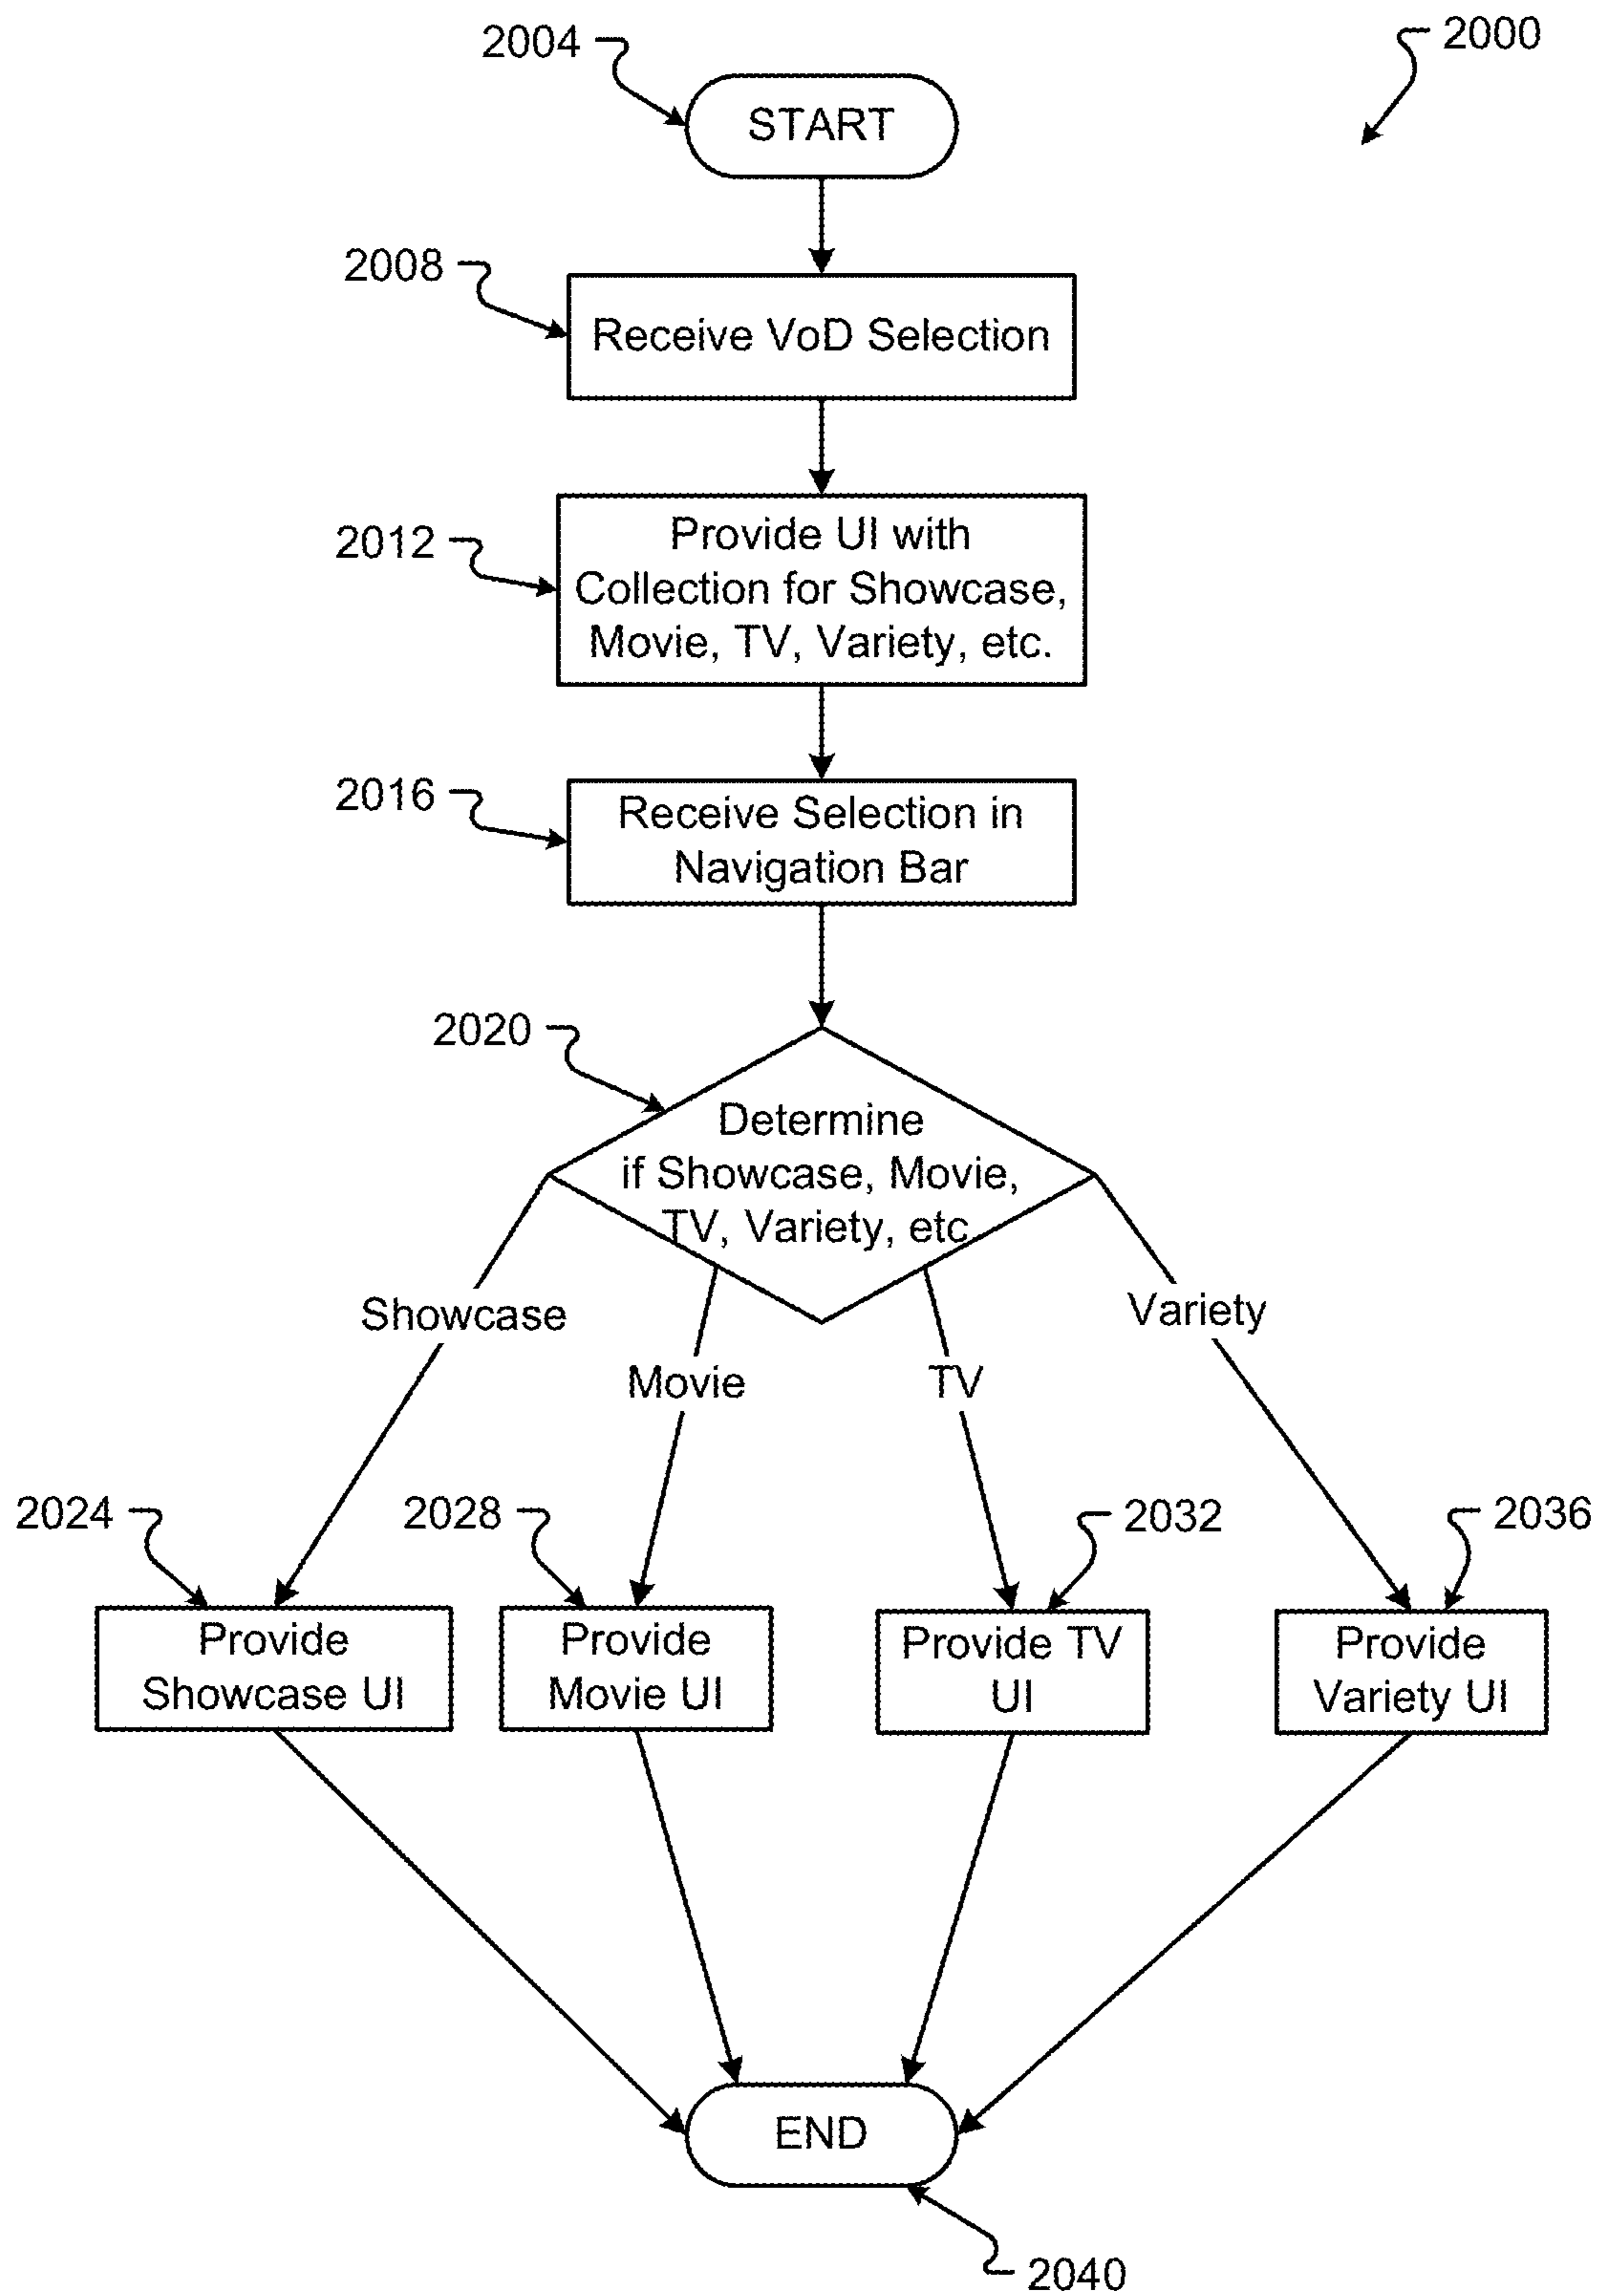 2000
2004
START
2008
Receive VoD Selection
2012
Provide UI with
Collection for Showcase,
Movie, TV, Variety, etc.
2016
Receive Selection in
Navigation Bar
2020
Determine
if Showcase, Movie,
TV, Variety, etc.
Showcase
Movie
TV
Variety
2024
2028
2032
2036
Provide
Showcase UI
Provide
Movie UI
Provide TV
UI
Provide
Variety UI
END
2040